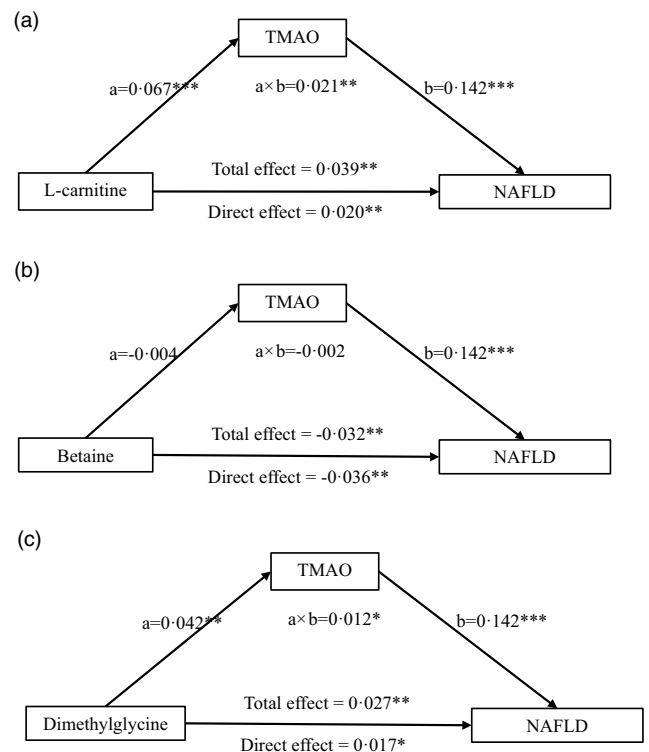 (a)
TMAO
a=0·067***
a×b=0·021**
b=0·142***
Total effect = 0·039**
L-carnitine
NAFLD
Direct effect = 0·020**
(b)
TMAO
a=-0·004
a×b=-0·002
b=0·142***
Total effect = -0·032**
Betaine
NAFLD
Direct effect = -0·036**
(c)
TMAO
a=0·042**
a×b=0·012*
b=0·142***
Total effect = 0·027**
Dimethylglycine
NAFLD
Direct effect = 0·017*